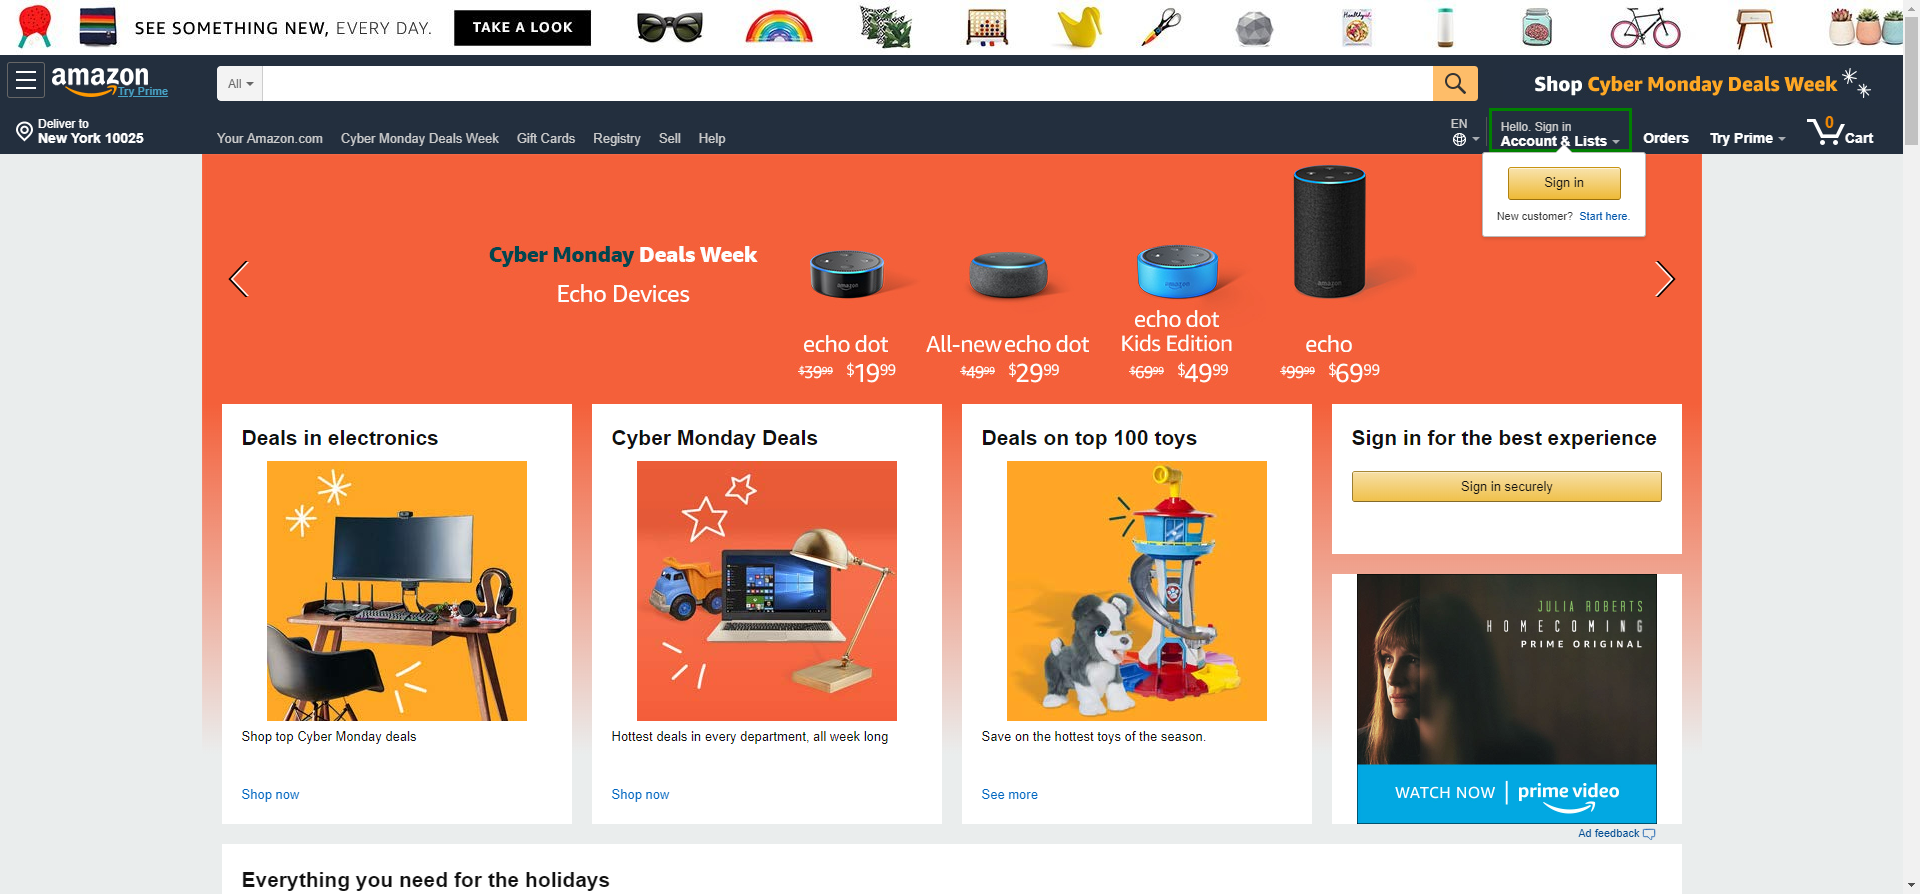 SEE SOMETHING NEW, EVERY DAY.
TAKE A LOOK
amazon
Try Prime
All
Shop Cyber Monday Deals Week
Deliver to
New York 10025
Your Amazon.com Cyber Monday Deals Week Gift Cards Registry Sell Help
EN
Hello. Sign in
Account & Lists
Orders
Try Prime
0
Cart
Sign in
New customer? Start here.
Cyber Monday Deals Week
Echo Devices
echo dot
$39.99 $19.99
All-new echo dot
$49.99 $29.99
echo dot
Kids Edition
$69.99 $49.99
echo
$99.99 $69.99
Deals in electronics
Shop top Cyber Monday deals
Shop now
Cyber Monday Deals
Hottest deals in every department, all week long
Shop now
Deals on top 100 toys
Save on the hottest toys of the season.
See more
Sign in for the best experience
Sign in securely
JULIA ROBERTS
HOMECOMING
PRIME ORIGINAL
WATCH NOW | prime video
Ad feedback
Everything you need for the holidays